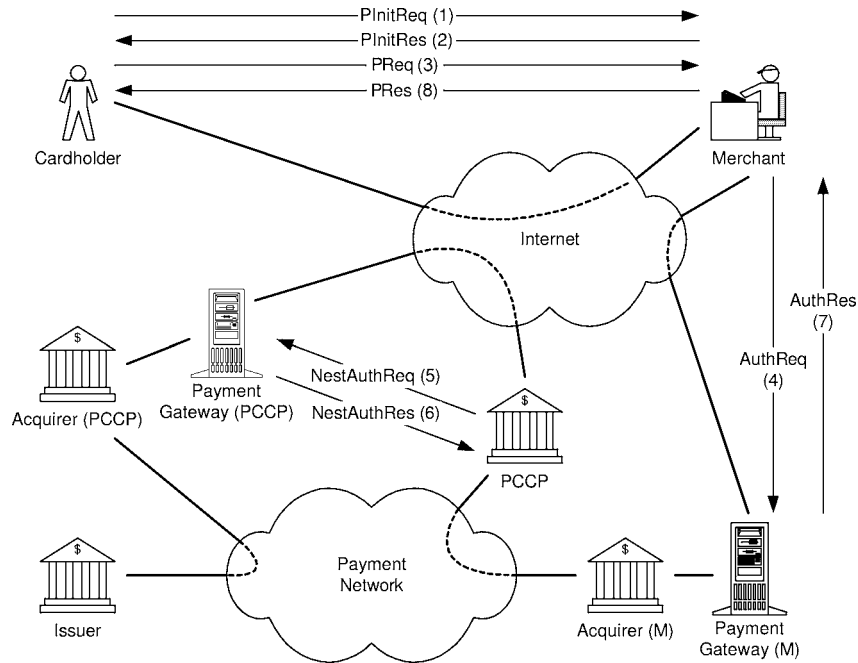 PInitReq (1)
PInitRes (2)
PReq (3)
PRes (8)
Cardholder
Merchant
Internet
AuthRes
(7)
AuthReq
(4)
$
Acquirer (PCCP)
Payment
Gateway (PCCP)
NestAuthReq (5)
NestAuthRes (6)
$
PCCP
Payment
Network
$
Issuer
$
Acquirer (M)
Payment
Gateway (M)